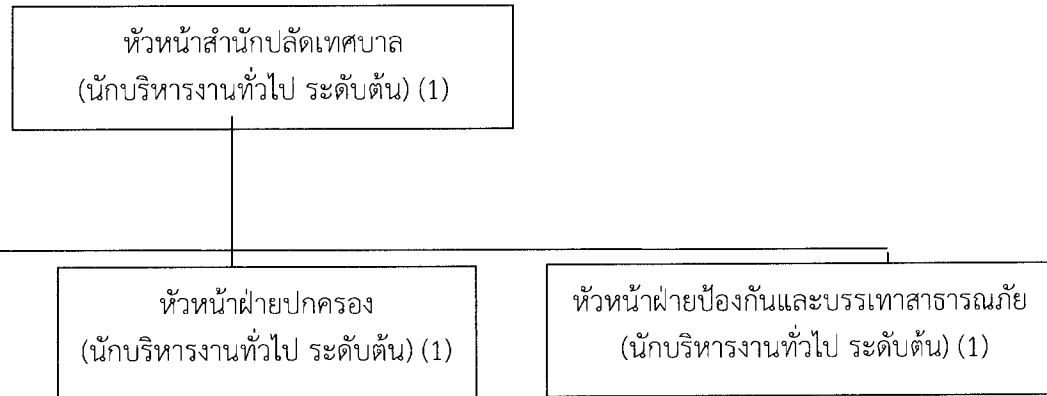 หัวหน้าสำนักปลัดเทศบาล
(นักบริหารงานทั่วไป ระดับต้น) (1)
หัวหน้าฝ่ายปกครอง
(นักบริหารงานทั่วไป ระดับต้น) (1)
หัวหน้าฝ่ายป้องกันและบรรเทาสาธารณภัย
(นักบริหารงานทั่วไป ระดับต้น) (1)